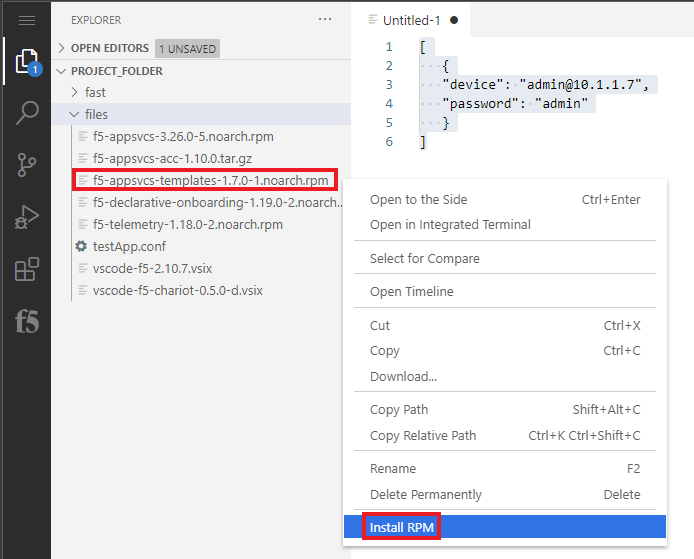 EXPLORER
···
OPEN EDITORS 1 UNSAVED
PROJECT_FOLDER
fast
files
f5-appsvcs-3.26.0-5.noarch.rpm
f5-appsvcs-acc-1.10.0.tar.gz
f5-appsvcs-templates-1.7.0-1.noarch.rpm
f5-declarative-onboarding-1.19.0-2.noarch...
f5-telemetry-1.18.0-2.noarch.rpm
testApp.conf
vscode-f5-2.10.7.vsix
vscode-f5-chariot-0.5.0-d.vsix
1
f5
Untitled-1 ●
1 [
2 ····{
3 "device":·"admin@10.1.1.7",
4 "password":·"admin"
5 ····}
6 ]
Open to the Side Ctrl+Enter
Open in Integrated Terminal
Select for Compare
Open Timeline
Cut Ctrl+X
Copy Ctrl+C
Download...
Copy Path Shift+Alt+C
Copy Relative Path Ctrl+K Ctrl+Shift+C
Rename F2
Delete Permanently Delete
Install RPM